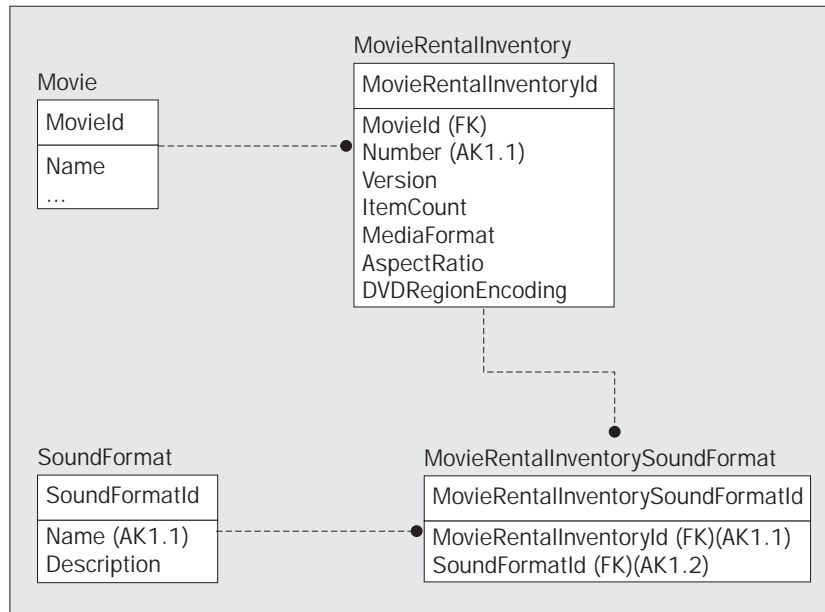 MovieRentalInventory
MovieRentalInventoryId
MovieId (FK)
Number (AK1.1)
Version
ItemCount
MediaFormat
AspectRatio
DVDRegionEncoding
Movie
MovieId
Name
...
SoundFormat
SoundFormatId
Name (AK1.1)
Description
MovieRentalInventorySoundFormat
MovieRentalInventorySoundFormatId
MovieRentalInventoryId (FK)(AK1.1)
SoundFormatId (FK)(AK1.2)